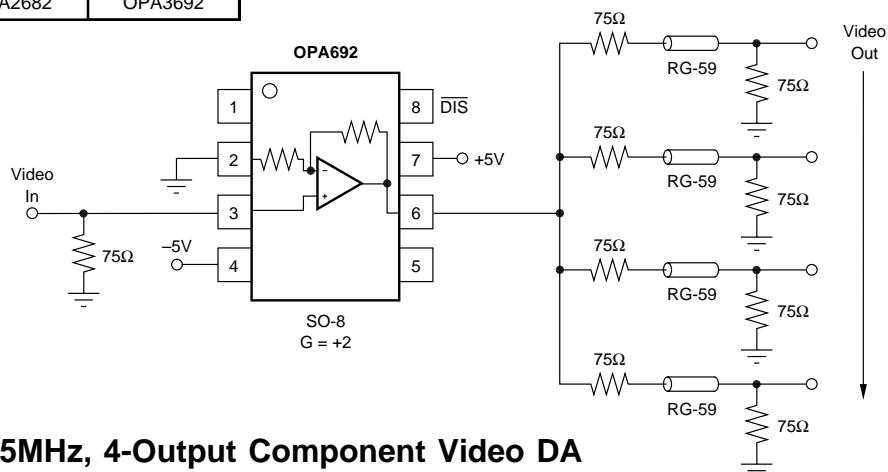 A2682 OPA3692
OPA692
1
8 DIS
2
7 +5V
Video
In
3
6
75Ω
–5V
4
5
SO-8
G = +2
75Ω
RG-59
75Ω
Video
Out
75Ω
RG-59
75Ω
75Ω
RG-59
75Ω
75Ω
RG-59
75Ω
5MHz, 4-Output Component Video DA